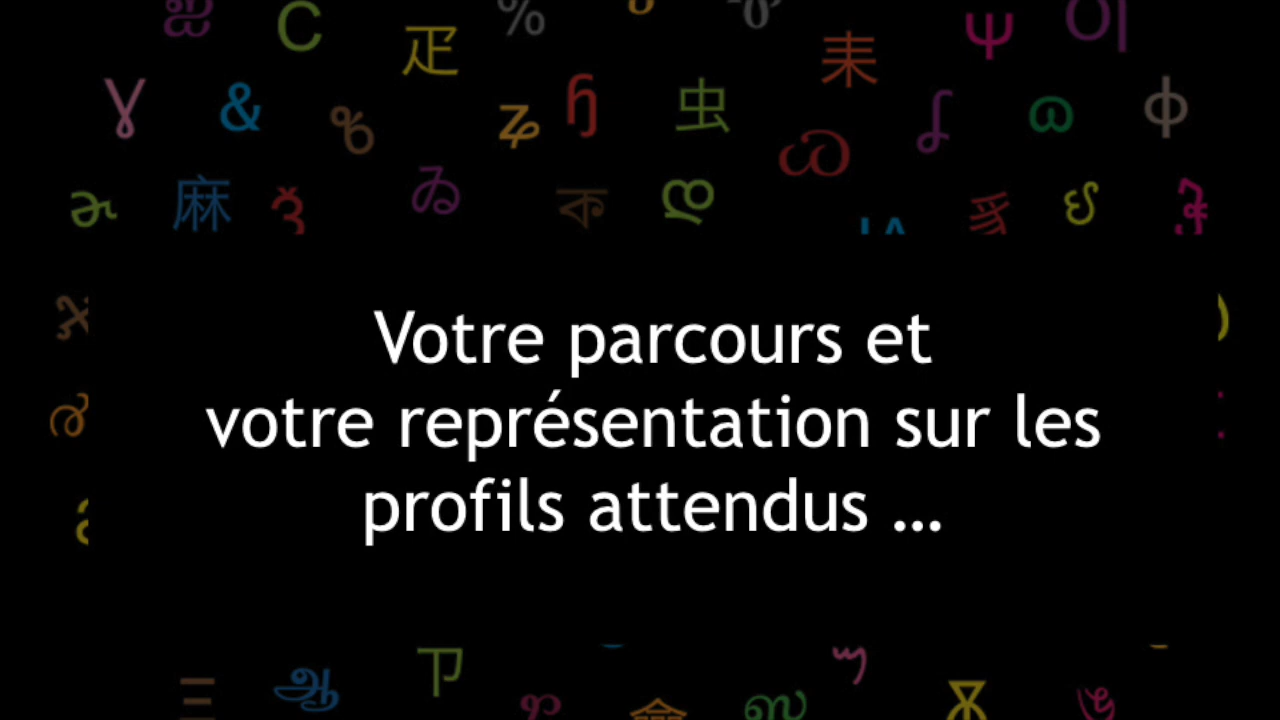 Votre parcours et
votre représentation sur les
profils attendus ...